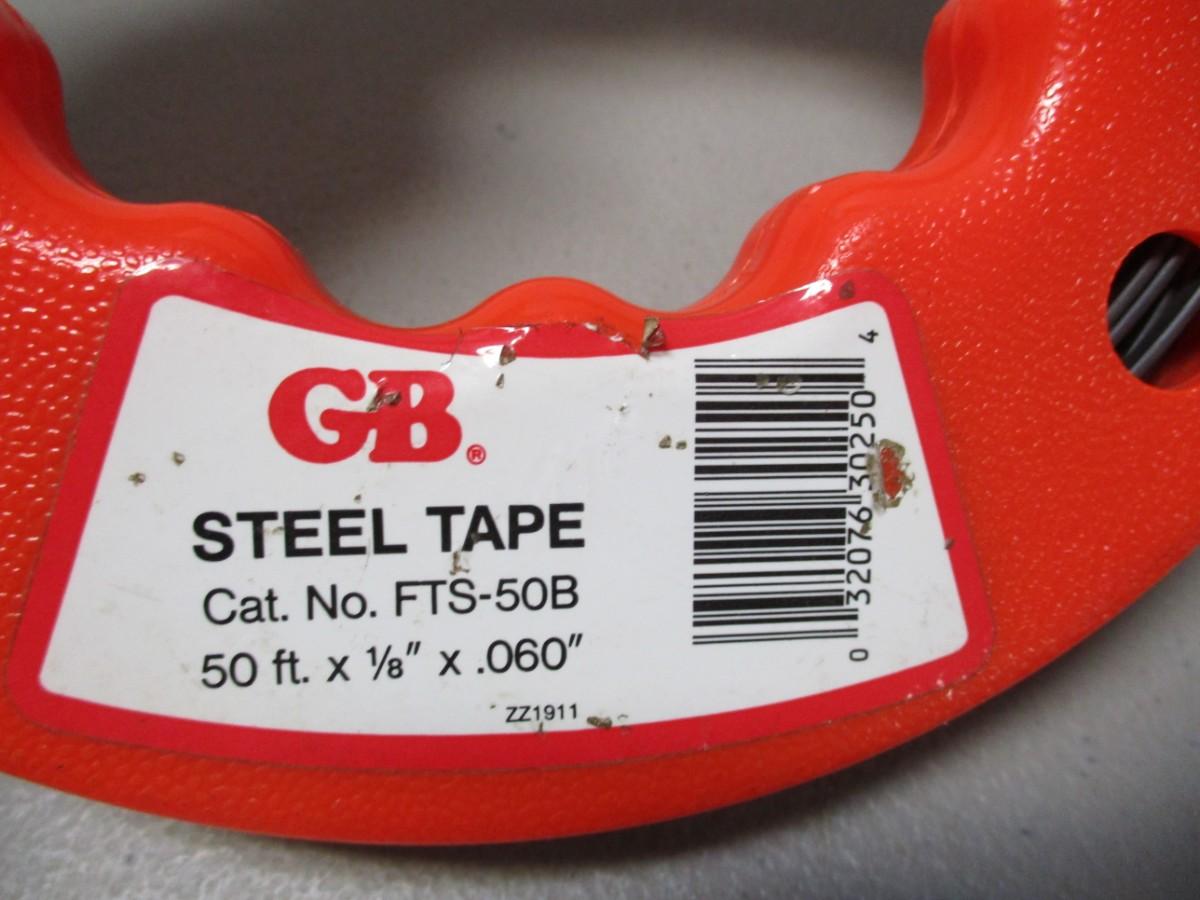 GB®
STEEL TAPE
Cat. No. FTS-50B
50 ft. x ⅛″ x .060″
ZZ1911
0 32076 30250 4